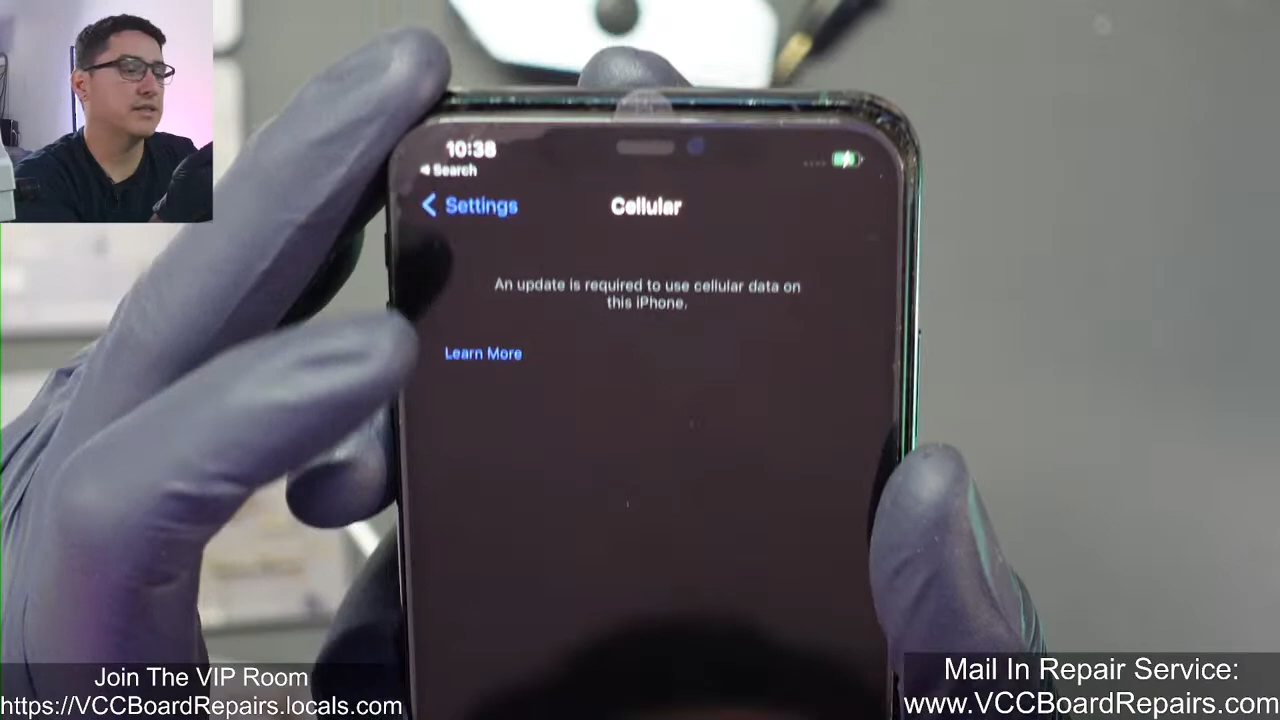 10:38
Search
Settings
Cellular
An update is required to use cellular data on
this iPhone.
Learn More
Join The VIP Room
https://VCCBoardRepairs.locals.com
Mail In Repair Service:
www.VCCBoardRepairs.com